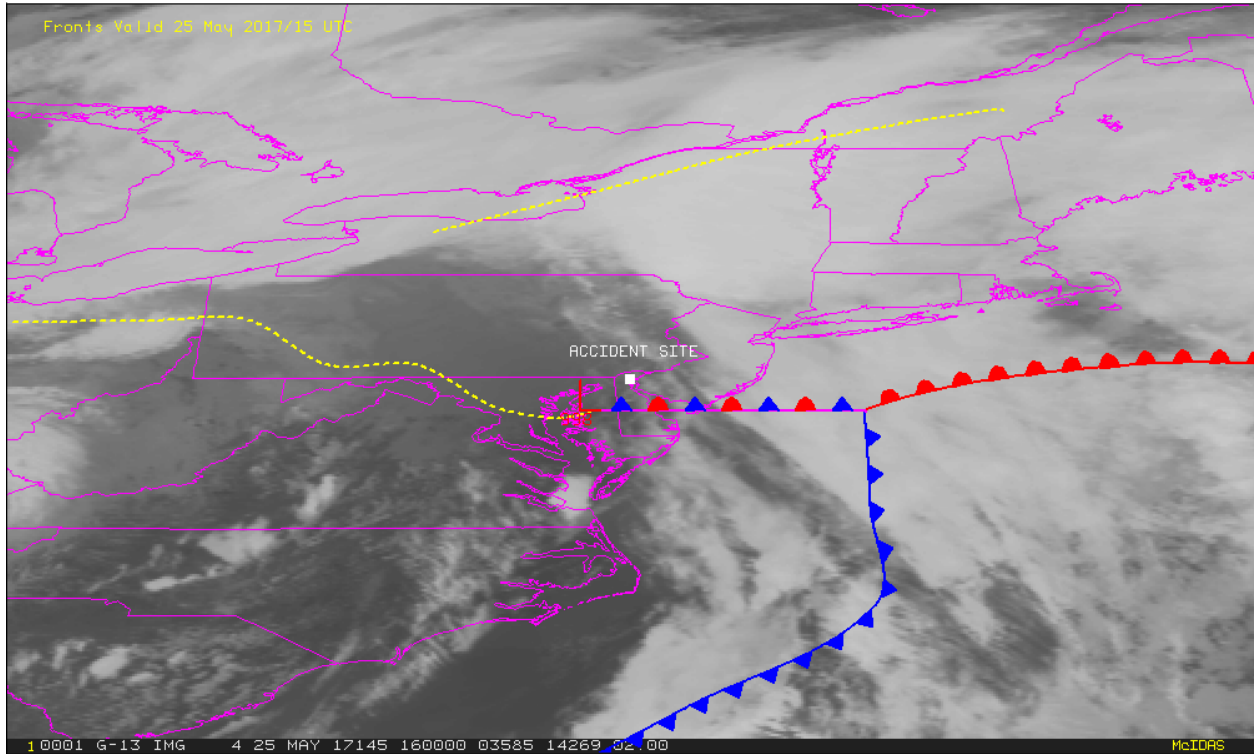 Fronts Valid 25 May 2017/15 UTC
ACCIDENT SITE
1 0001 G-13 IMG 4 25 MAY 17145 160000 03585 14269 02.00
McIDAS